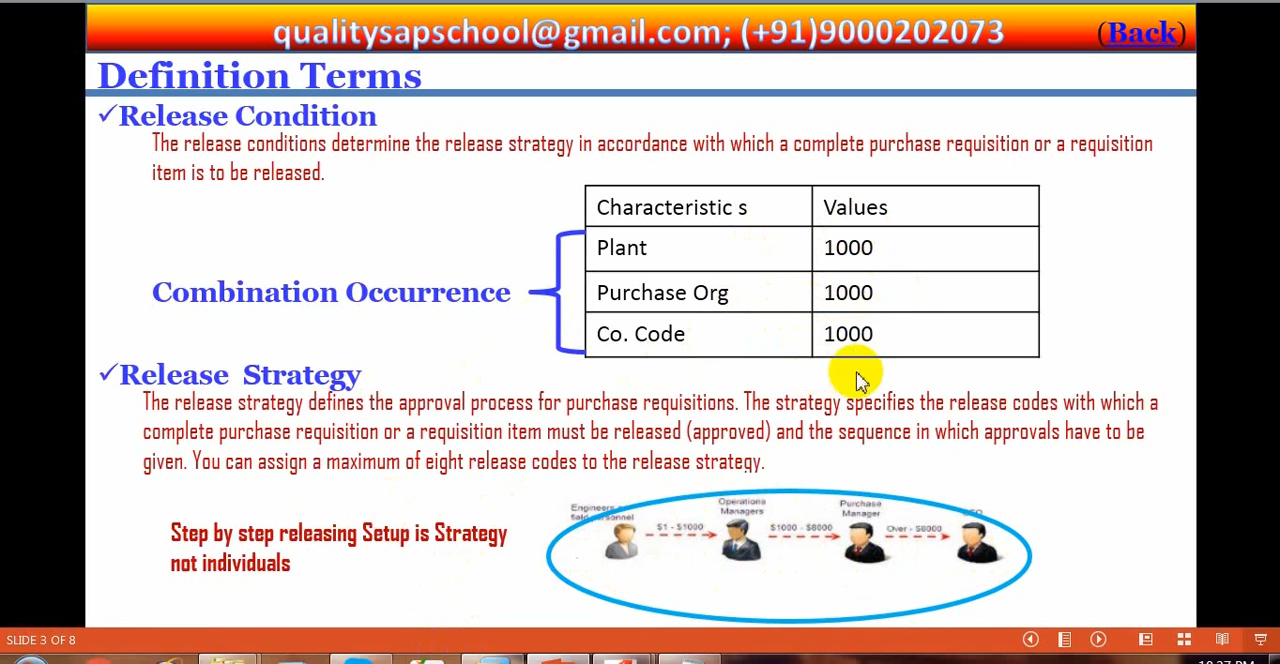 qualitysapschool@gmail.com; (+91)9000202073
(Back)
Definition Terms
✓Release Condition
The release conditions determine the release strategy in accordance with which a complete purchase requisition or a requisition
item is to be released.
Characteristic s Values
Plant 1000
Combination Occurrence
Purchase Org 1000
Co. Code 1000
✓Release Strategy
The release strategy defines the approval process for purchase requisitions. The strategy specifies the release codes with which a
complete purchase requisition or a requisition item must be released (approved) and the sequence in which approvals have to be
given. You can assign a maximum of eight release codes to the release strategy.
Step by step releasing Setup is Strategy
not individuals
Engineers
Operations
Managers
Purchase
Manager
$1 - $1000
$1000 - $6000
Over - $6000
SLIDE 3 OF 8